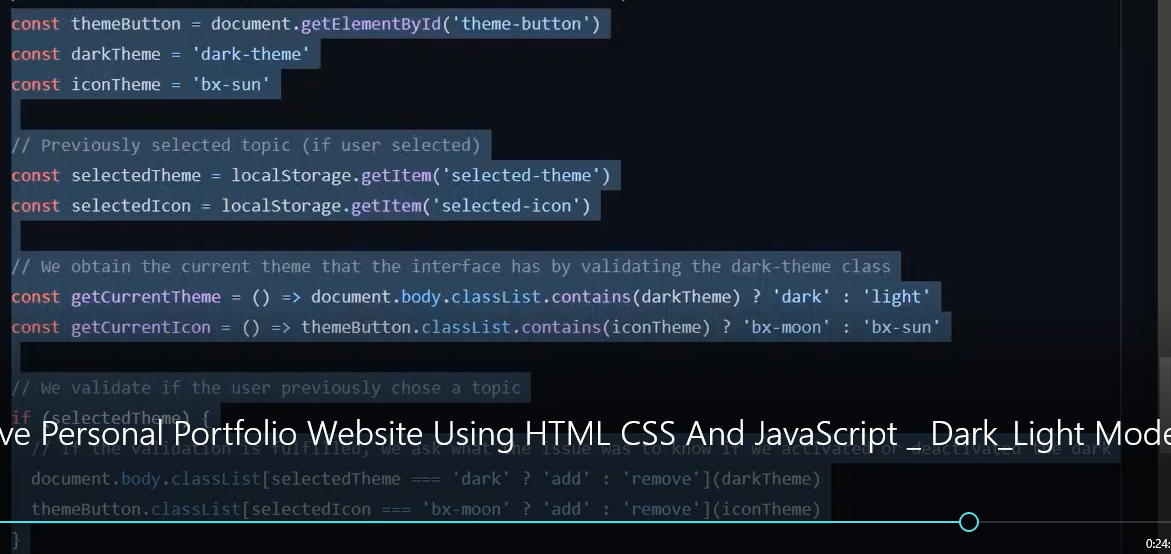 const themeButton = document.getElementById('theme-button')
const darkTheme = 'dark-theme'
const iconTheme = 'bx-sun'
// Previously selected topic (if user selected)
const selectedTheme = localStorage.getItem('selected-theme')
const selectedIcon = localStorage.getItem('selected-icon')
// We obtain the current theme that the interface has by validating the dark-theme class
const getCurrentTheme = () => document.body.classList.contains(darkTheme) ? 'dark' : 'light'
const getCurrentIcon = () => themeButton.classList.contains(iconTheme) ? 'bx-moon' : 'bx-sun'
// We validate if the user previously chose a topic
if (selectedTheme) {
ve Personal Portfolio Website Using HTML CSS And JavaScript _ Dark_Light Mode
// If the validation is fulfilled, we ask what the issue was to know if we activated or deactivated the dark
document.body.classList[selectedTheme === 'dark' ? 'add' : 'remove'](darkTheme)
themeButton.classList[selectedIcon === 'bx-moon' ? 'add' : 'remove'](iconTheme)
}
0:24: